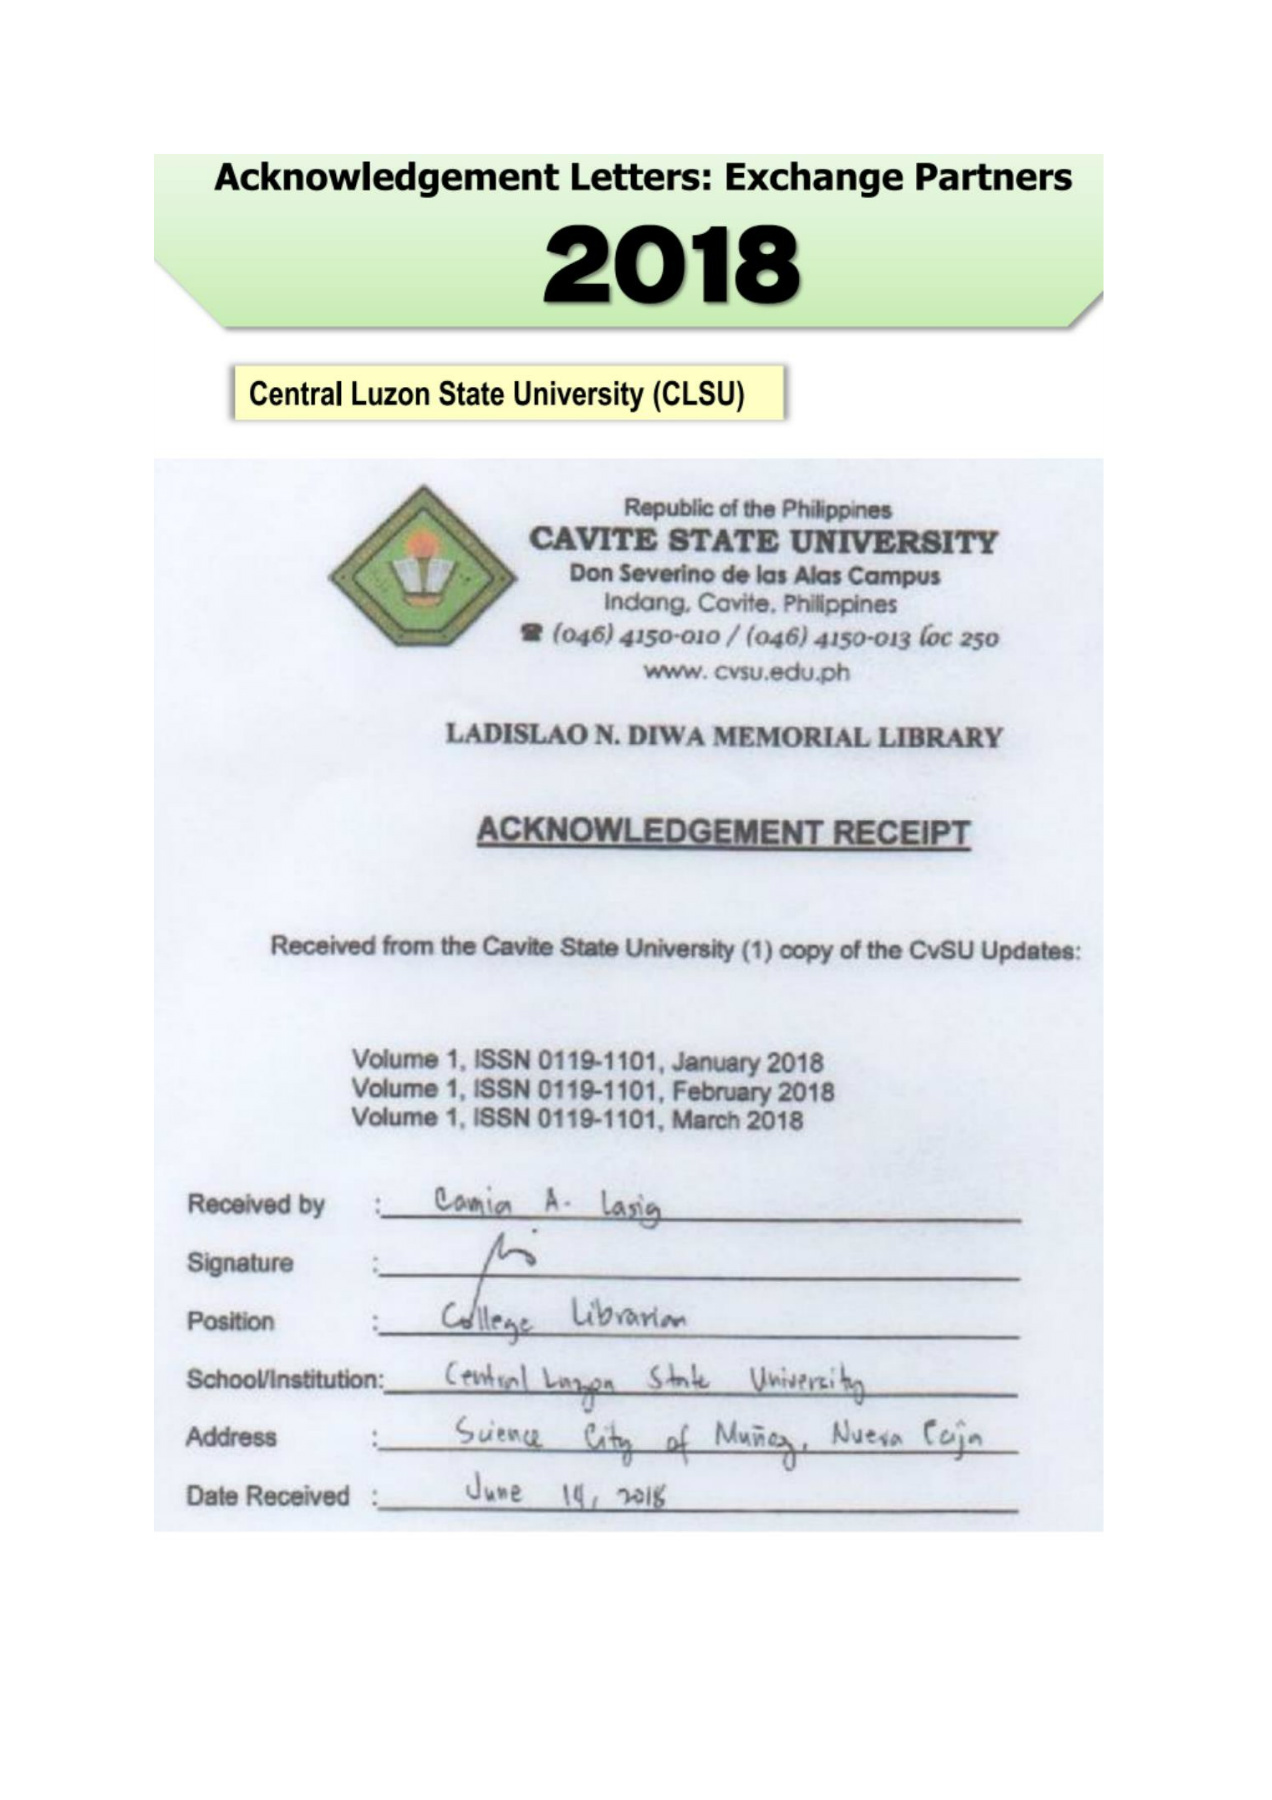 Acknowledgement Letters: Exchange Partners
2018
Central Luzon State University (CLSU)
Republic of the Philippines
CAVITE STATE UNIVERSITY
Don Severino de las Alas Campus
Indang, Cavite, Philippines
☎ (046) 4150-010 / (046) 4150-013 loc 250
www. cvsu.edu.ph
LADISLAO N. DIWA MEMORIAL LIBRARY
ACKNOWLEDGEMENT RECEIPT
Received from the Cavite State University (1) copy of the CvSU Updates:
Volume 1, ISSN 0119-1101, January 2018
Volume 1, ISSN 0119-1101, February 2018
Volume 1, ISSN 0119-1101, March 2018
Received by : Camia A. Lasig
Signature :
Position : College Librarian
School/Institution: Central Luzon State University
Address : Science City of Muñoz, Nueva Ecija
Date Received : June 14, 2018